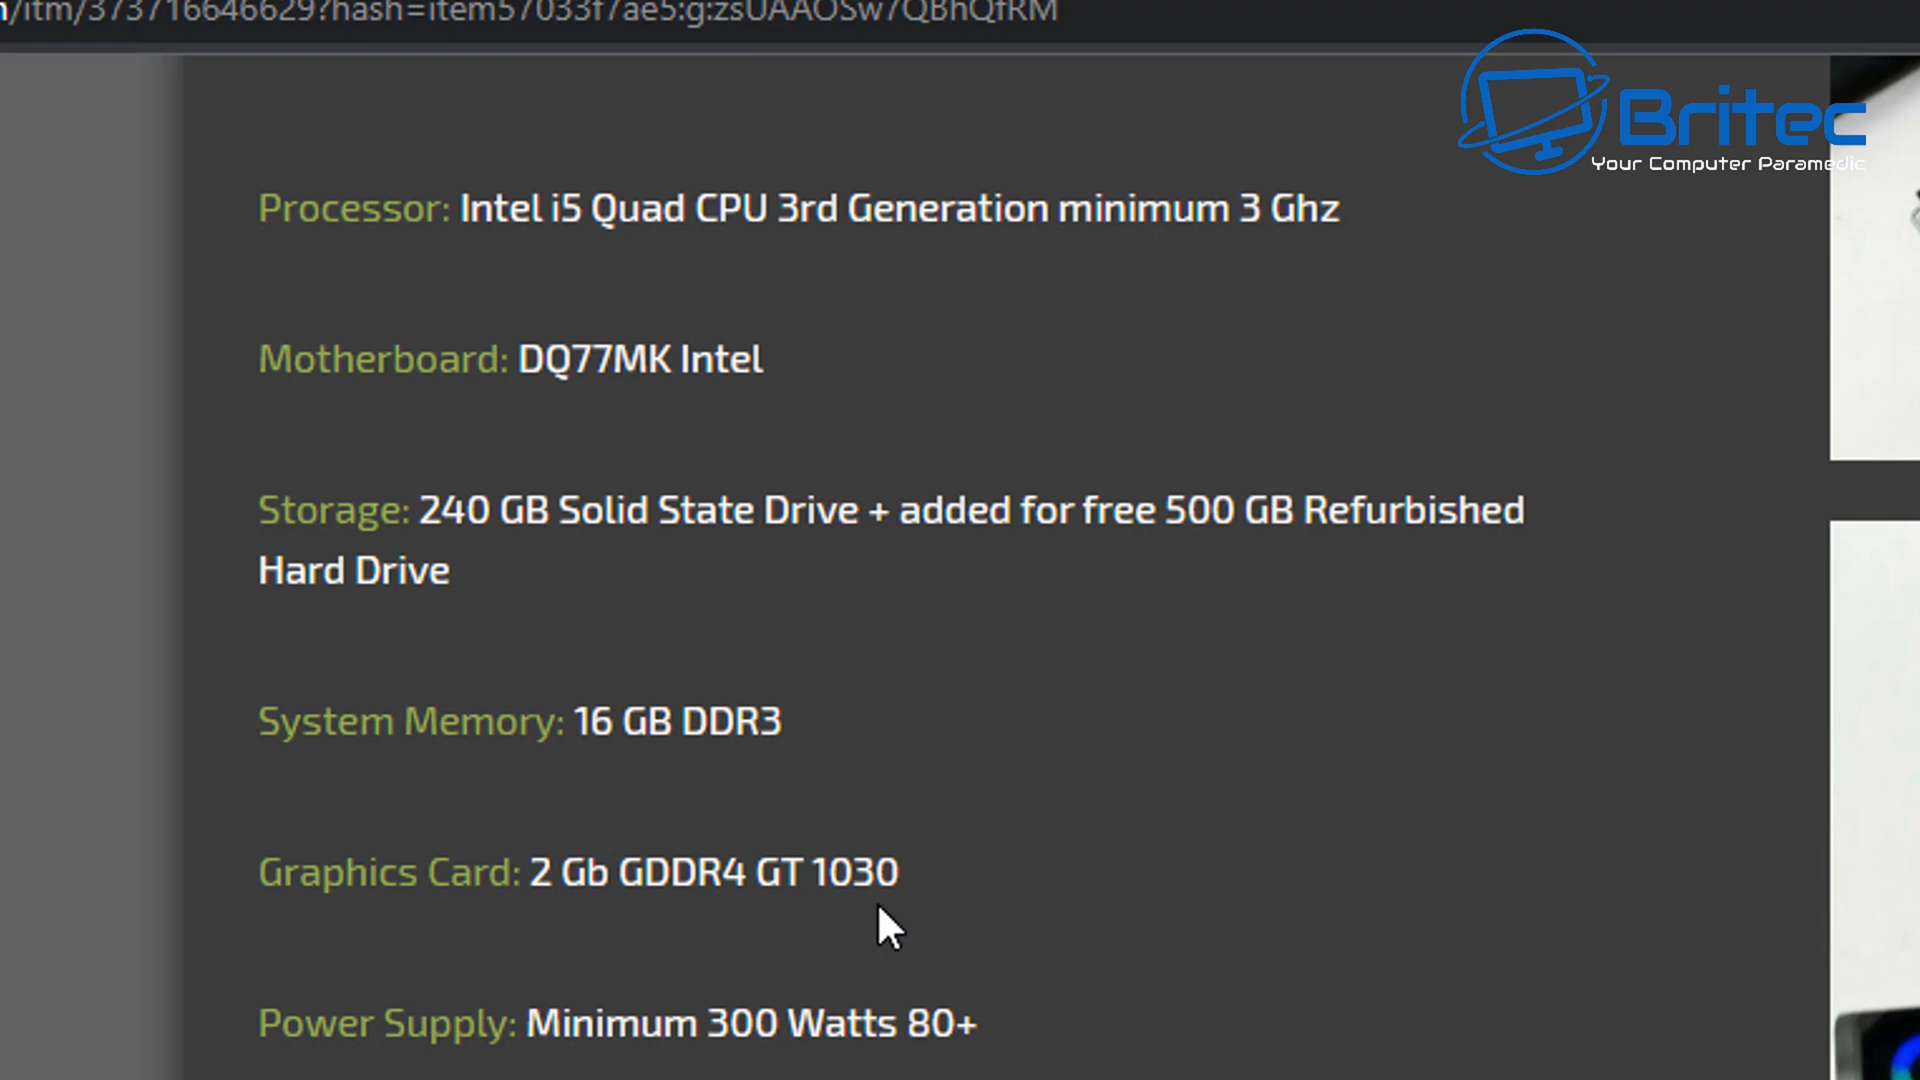 /itm/373716646629?hash=item57033f7ae5:g:zsUAAOSw7QBhQfRM
Britec
Your Computer Paramedic
Processor: Intel i5 Quad CPU 3rd Generation minimum 3 Ghz
Motherboard: DQ77MK Intel
Storage: 240 GB Solid State Drive + added for free 500 GB Refurbished
Hard Drive
System Memory: 16 GB DDR3
Graphics Card: 2 Gb GDDR4 GT 1030
Power Supply: Minimum 300 Watts 80+